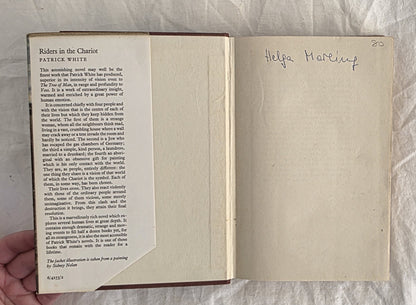 Riders in the Chariot
PATRICK WHITE
This astonishing novel may well be the
finest work that Patrick White has produced,
superior in its intensity of vision even to
The Tree of Man, in range and profundity to
Voss. It is a work of extraordinary insight,
warmed and enriched by a great power of
human emotion.
It is concerned chiefly with four people and
with the vision that is the centre of each of
their lives but which they keep hidden from
the world. The first of them is a strange
woman, whom all the neighbours think mad,
living in a vast, crumbling house where a wall
may crack away or a tree invade the room and
hardly be noticed. The second is a Jew who
has escaped the gas chambers of Germany;
the third a simple, kind person, a laundress,
married to a drunkard; the fourth an abori-
ginal with an obsessive gift for painting
which is his only contact with the world.
They are, as people, entirely different: the
one thing they share is a vision of that world
of which the Chariot is the symbol. Each of
them, in some way, has been chosen.
Their lives cross. They also react violently
with those of the ordinary people around
them, some of them vicious, some merely
unimaginative. From this clash and the
destruction it brings, they attain their final
resolution.
This is a marvellously rich novel which ex-
plores several human lives at great depth. It
contains enough dramatic, strange and mov-
ing events to fill half a dozen books yet, for
all its strangeness, it is also the most accessible
of Patrick White's novels. It is one of those
books that remain with the reader for a
lifetime.
The jacket illustration is taken from a painting
by Sidney Nolan
Helga